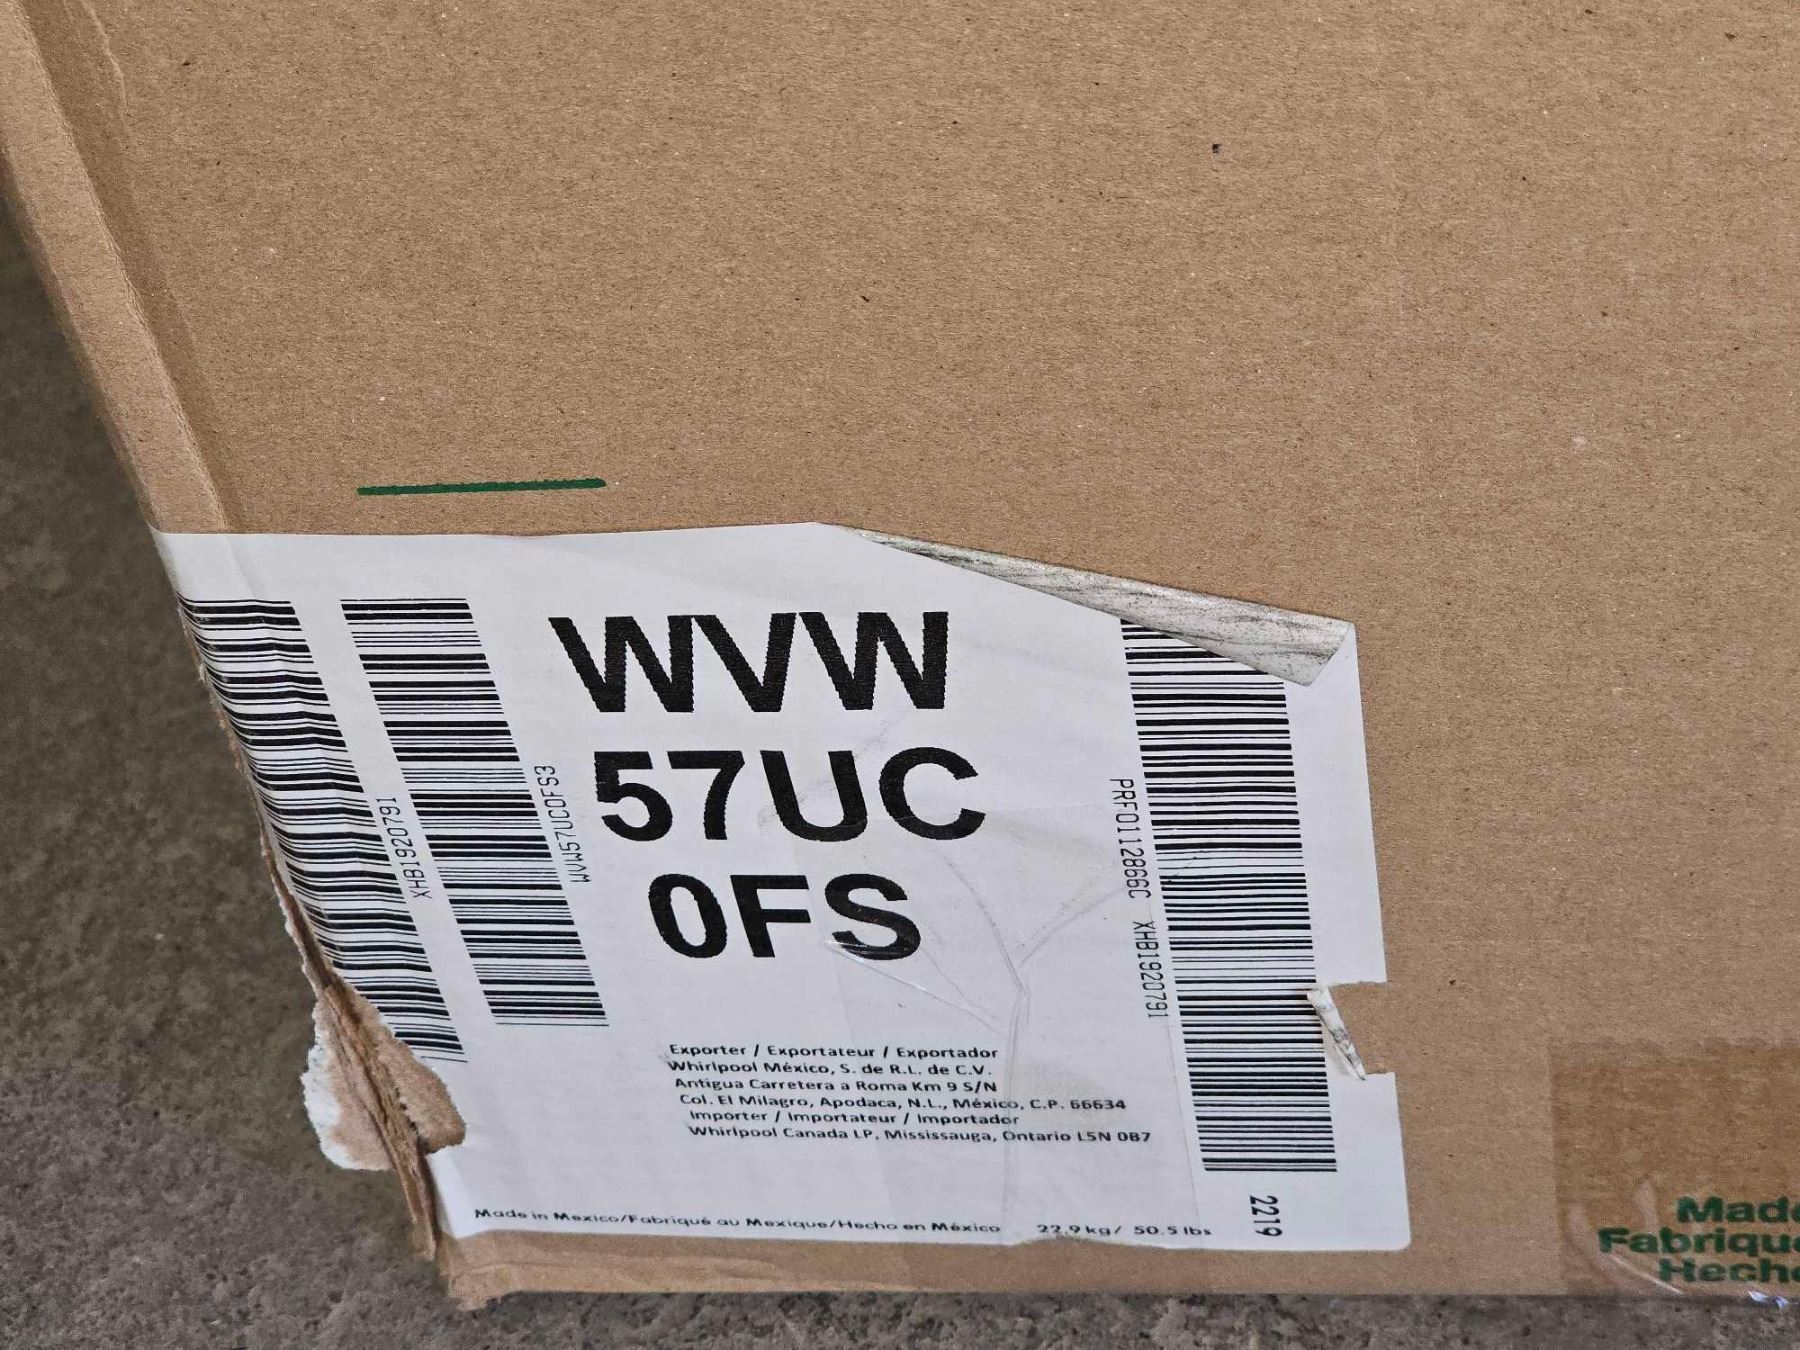 WVW
57UC
0FS
XHB1920791
WVW57UC0FS3
PRF0112866C XHB1920791
Exporter / Exportateur / Exportador
Whirlpool México, S. de R.L. de C.V.
Antigua Carretera a Roma Km 9 S/N
Col. El Milagro, Apodaca, N.L., México, C.P. 66634
Importer / Importateur / Importador
Whirlpool Canada LP, Mississauga, Ontario L5N 0B7
Made in Mexico/Fabriqué au Mexique/Hecho en México 22.9 kg/ 50.5 lbs
2219
Made
Fabriqué
Hecho